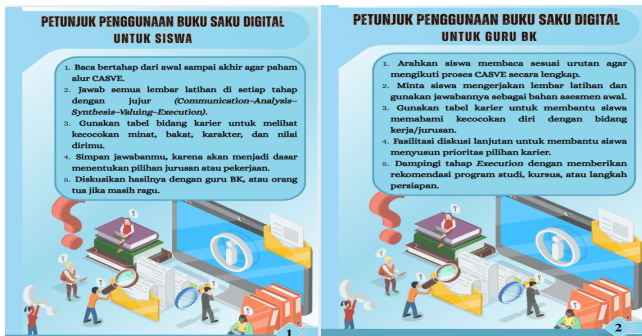 PETUNJUK PENGGUNAAN BUKU SAKU DIGITAL
UNTUK SISWA
1. Baca bertahap dari awal sampai akhir agar paham
alur CASVE.
2. Jawab semua lembar latihan di setiap tahap
dengan jujur (Communication–Analysis–
Synthesis–Valuing–Execution).
3. Gunakan tabel bidang karier untuk melihat
kecocokan minat, bakat, karakter, dan nilai
dirimu.
4. Simpan jawabanmu, karena akan menjadi dasar
menentukan pilihan jurusan atau pekerjaan.
5. Diskusikan hasilnya dengan guru BK, atau orang
tua jika masih ragu.
1
PETUNJUK PENGGUNAAN BUKU SAKU DIGITAL
UNTUK GURU BK
1. Arahkan siswa membaca sesuai urutan agar
mengikuti proses CASVE secara lengkap.
2. Minta siswa mengerjakan lembar latihan dan
gunakan jawabannya sebagai bahan asesmen awal.
3. Gunakan tabel karier untuk membantu siswa
memahami kecocokan diri dengan bidang
kerja/jurusan.
4. Fasilitasi diskusi lanjutan untuk membantu siswa
menyusun prioritas pilihan karier.
5. Dampingi tahap Execution dengan memberikan
rekomendasi program studi, kursus, atau langkah
persiapan.
2